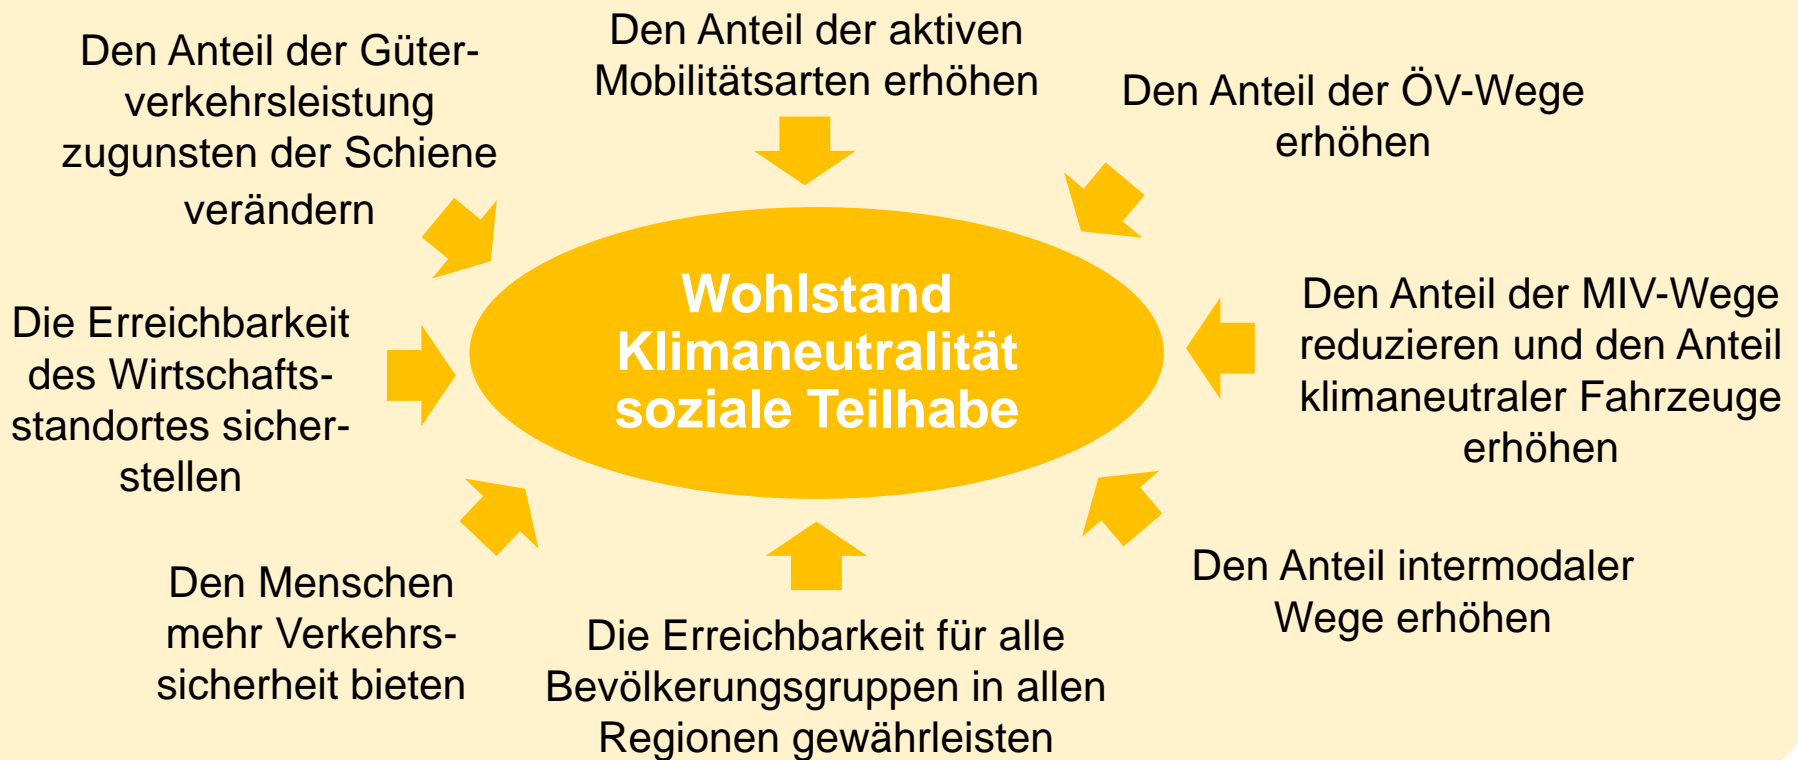 Den Anteil der Güter-
verkehrsleistung
zugunsten der Schiene
verändern
Den Anteil der aktiven
Mobilitätsarten erhöhen
Den Anteil der ÖV-Wege
erhöhen
Die Erreichbarkeit
des Wirtschafts-
standortes sicher-
stellen
Wohlstand
Klimaneutralität
soziale Teilhabe
Den Anteil der MIV-Wege
reduzieren und den Anteil
klimaneutraler Fahrzeuge
erhöhen
Den Menschen
mehr Verkehrs-
sicherheit bieten
Die Erreichbarkeit für alle
Bevölkerungsgruppen in allen
Regionen gewährleisten
Den Anteil intermodaler
Wege erhöhen